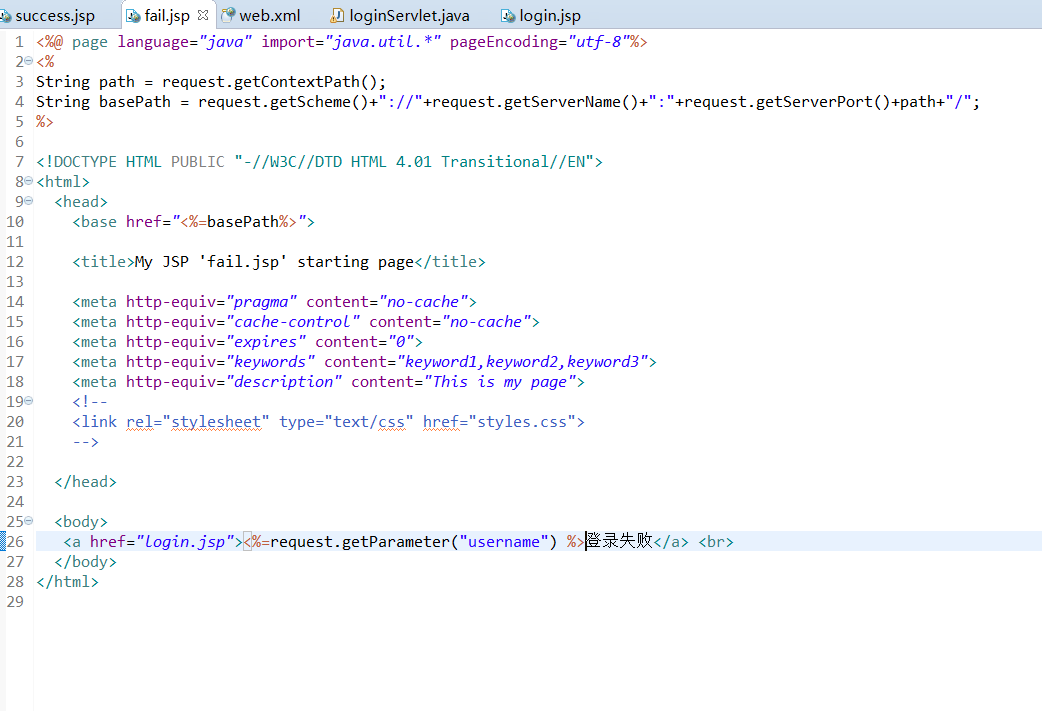 success.jsp fail.jsp web.xml loginServlet.java login.jsp
1 <%@ page language="java" import="java.util.*" pageEncoding="utf-8"%>
2 <%
3 String path = request.getContextPath();
4 String basePath = request.getScheme()+"://"+request.getServerName()+":"+request.getServerPort()+path+"/";
5 %>
6
7 <!DOCTYPE HTML PUBLIC "-//W3C//DTD HTML 4.01 Transitional//EN">
8 <html>
9   <head>
10     <base href="<%=basePath%>">
11
12     <title>My JSP 'fail.jsp' starting page</title>
13
14     <meta http-equiv="pragma" content="no-cache">
15     <meta http-equiv="cache-control" content="no-cache">
16     <meta http-equiv="expires" content="0">
17     <meta http-equiv="keywords" content="keyword1,keyword2,keyword3">
18     <meta http-equiv="description" content="This is my page">
19     <!--
20     <link rel="stylesheet" type="text/css" href="styles.css">
21     -->
22
23   </head>
24
25   <body>
26    <a href="login.jsp"><%=request.getParameter("username") %>登录失败</a> <br>
27   </body>
28 </html>
29